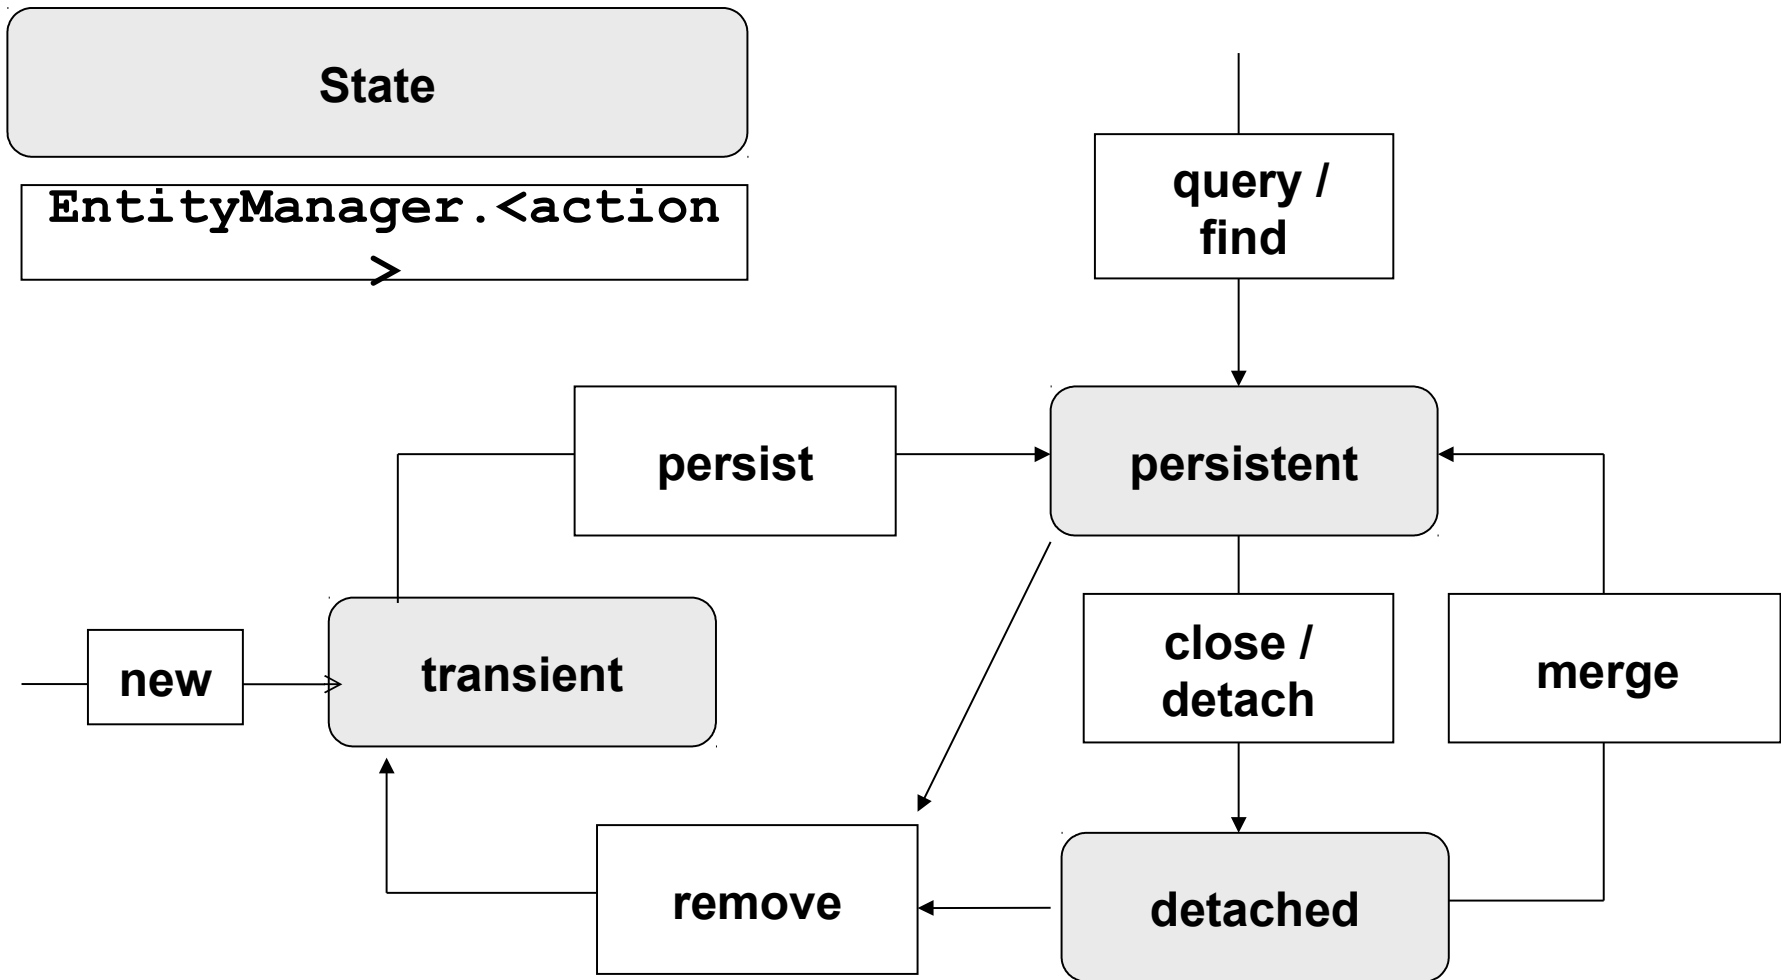 State
EntityManager.<action
>
query /
find
persist
persistent
new
transient
close /
detach
merge
remove
detached